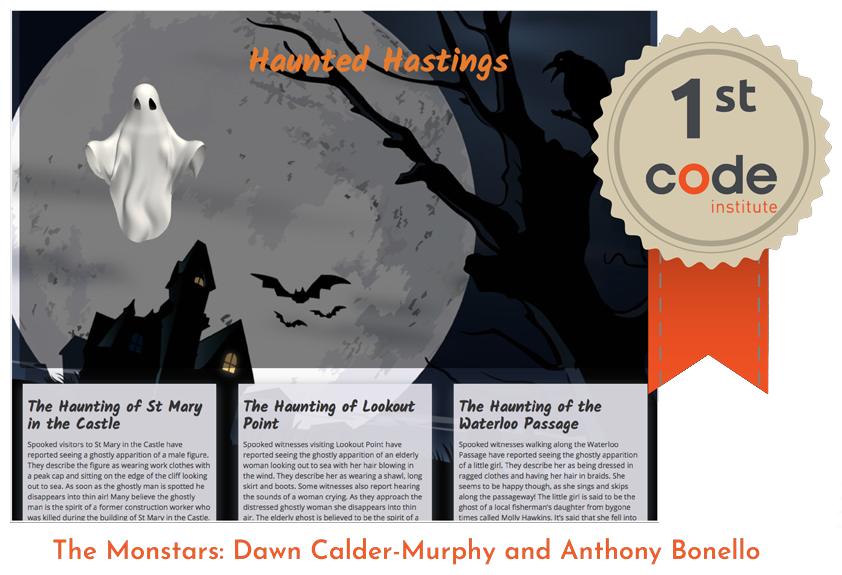 Haunted Hastings
1st
code
institute
The Haunting of St Mary
in the Castle
Spooked visitors to St Mary in the Castle have
reported seeing a ghostly apparition of a male figure.
They describe the figure as wearing work clothes with
a peak cap and sitting on the edge of the cliff looking
out to sea. As soon as the ghostly man is spotted he
disappears into thin air! Many believe the ghostly
man is the spirit of a former construction worker who
was killed during the building of St Mary in the Castle.
The Haunting of Lookout
Point
Spooked witnesses visiting Lookout Point have
reported seeing an ghostly apparition of an elderly
woman looking out to sea with her hair blowing in
the wind. They describe her as wearing a shawl, long
skirt and boots. Some witnesses also report hearing
the sounds of a woman crying. As they approach the
distressed ghostly woman she disappears into thin
air. The elderly ghost is believed to be the spirit of a
The Haunting of the
Waterloo Passage
Spooked witnesses walking along the Waterloo
Passage have reported seeing the ghostly apparition
of a little girl. They describe her as being dressed in
ragged clothes and having her hair in braids. She
seems to be happy though, as she sings and skips
along the passageway! The little girl is said to be the
ghost of a local fisherman's daughter from bygone
times called Molly Hawkins. It's said that she fell into
The Monstars: Dawn Calder-Murphy and Anthony Bonello